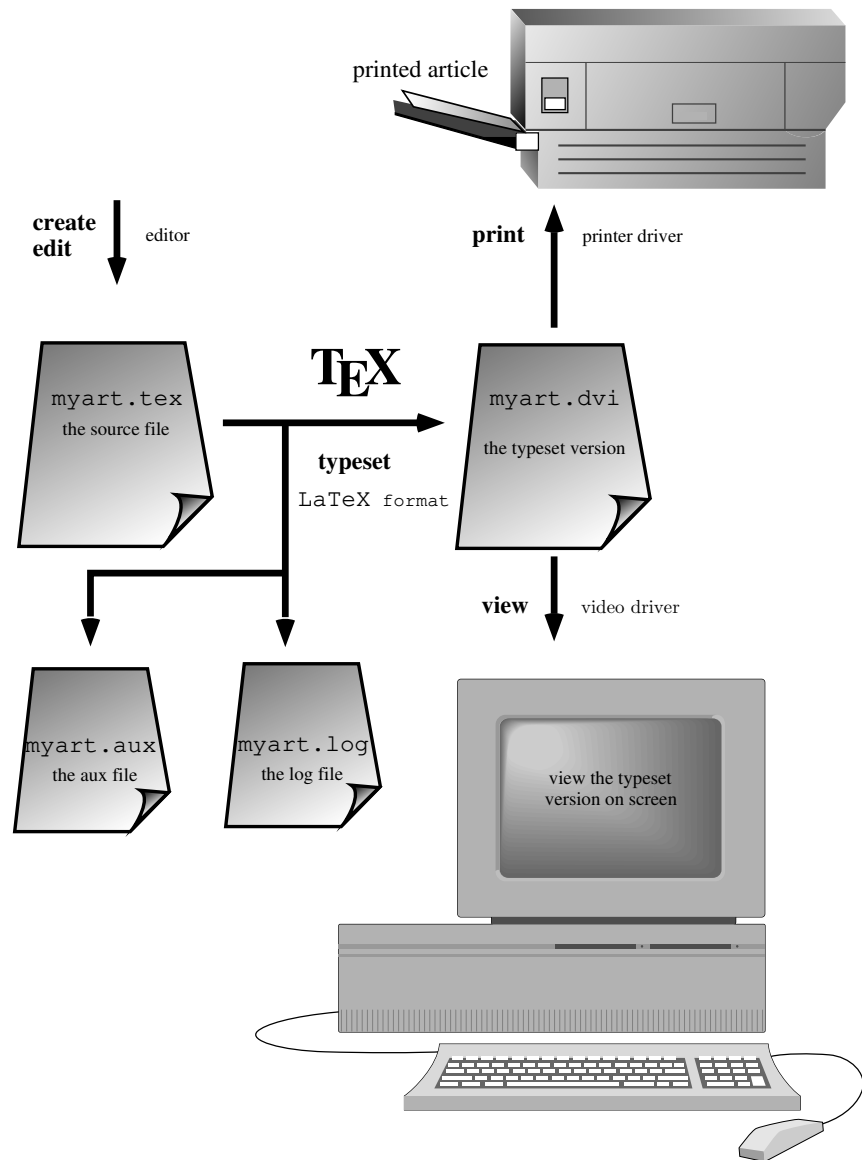 printed article
create
edit
editor
print
printer driver
TEX
myart.tex
the source file
typeset
LaTeX format
myart.dvi
the typeset version
view
video driver
myart.aux
the aux file
myart.log
the log file
view the typeset
version on screen